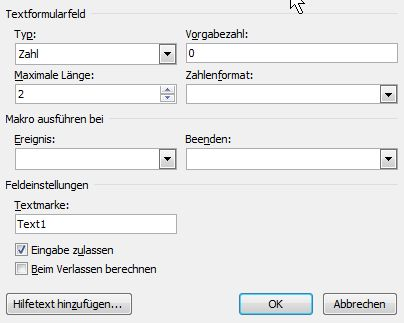 Textformularfeld
Typ: Vorgabezahl:
Zahl 0
Maximale Länge: Zahlenformat:
2
Makro ausführen bei
Ereignis: Beenden:
Feldeinstellungen
Textmarke:
Text1
Eingabe zulassen
Beim Verlassen berechnen
Hilfetext hinzufügen... OK Abbrechen